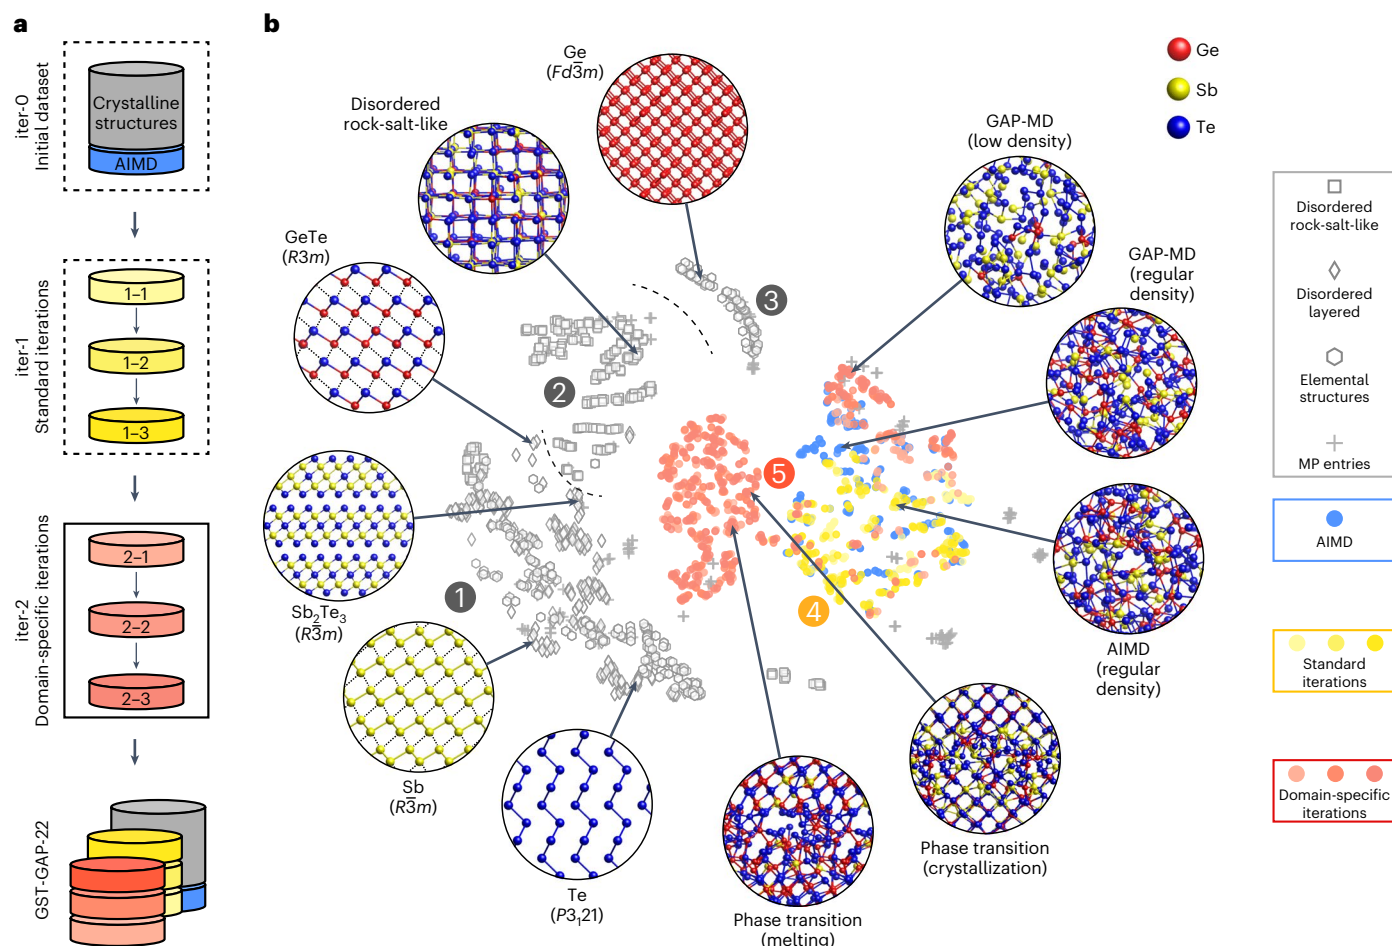 a
iter-0
Initial dataset
Crystalline
structures
AIMD
iter-1
Standard iterations
1–1
1–2
1–3
iter-2
Domain-specific iterations
2–1
2–2
2–3
GST-GAP-22
b
Ge
(Fd3̅m)
Disordered
rock-salt-like
GeTe
(R3m)
Sb₂Te₃
(R3̅m)
Sb
(R3̅m)
Te
(P3₁21)
Phase transition
(melting)
Phase transition
(crystallization)
AIMD
(regular
density)
GAP-MD
(regular
density)
GAP-MD
(low density)
1
2
3
4
5
Ge
Sb
Te
Disordered
rock-salt-like
Disordered
layered
Elemental
structures
MP entries
AIMD
Standard
iterations
Domain-specific
iterations